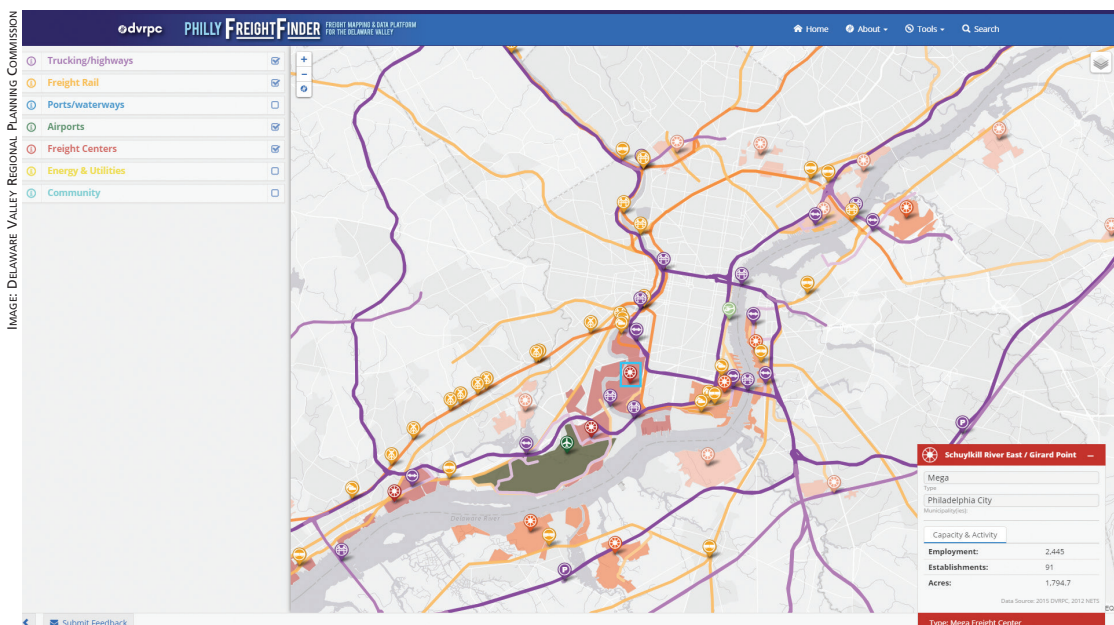 IMAGE: DELAWARE VALLEY REGIONAL PLANNING COMMISSION
dvrpc
PHILLY FREIGHTFINDER
FREIGHT MAPPING & DATA PLATFORM
FOR THE DELAWARE VALLEY
Home
About
Tools
Search
Trucking/highways
Freight Rail
Ports/waterways
Airports
Freight Centers
Energy & Utilities
Community
+
−
Delaware River
P
P
Schuylkill River East / Girard Point
Mega
Type
Philadelphia City
Municipality(ies)
Capacity & Activity
Employment: 2,445
Establishments: 91
Acres: 1,794.7
Data Source: 2015 DVRPC, 2012 NETS
Type: Mega Freight Center
Submit Feedback